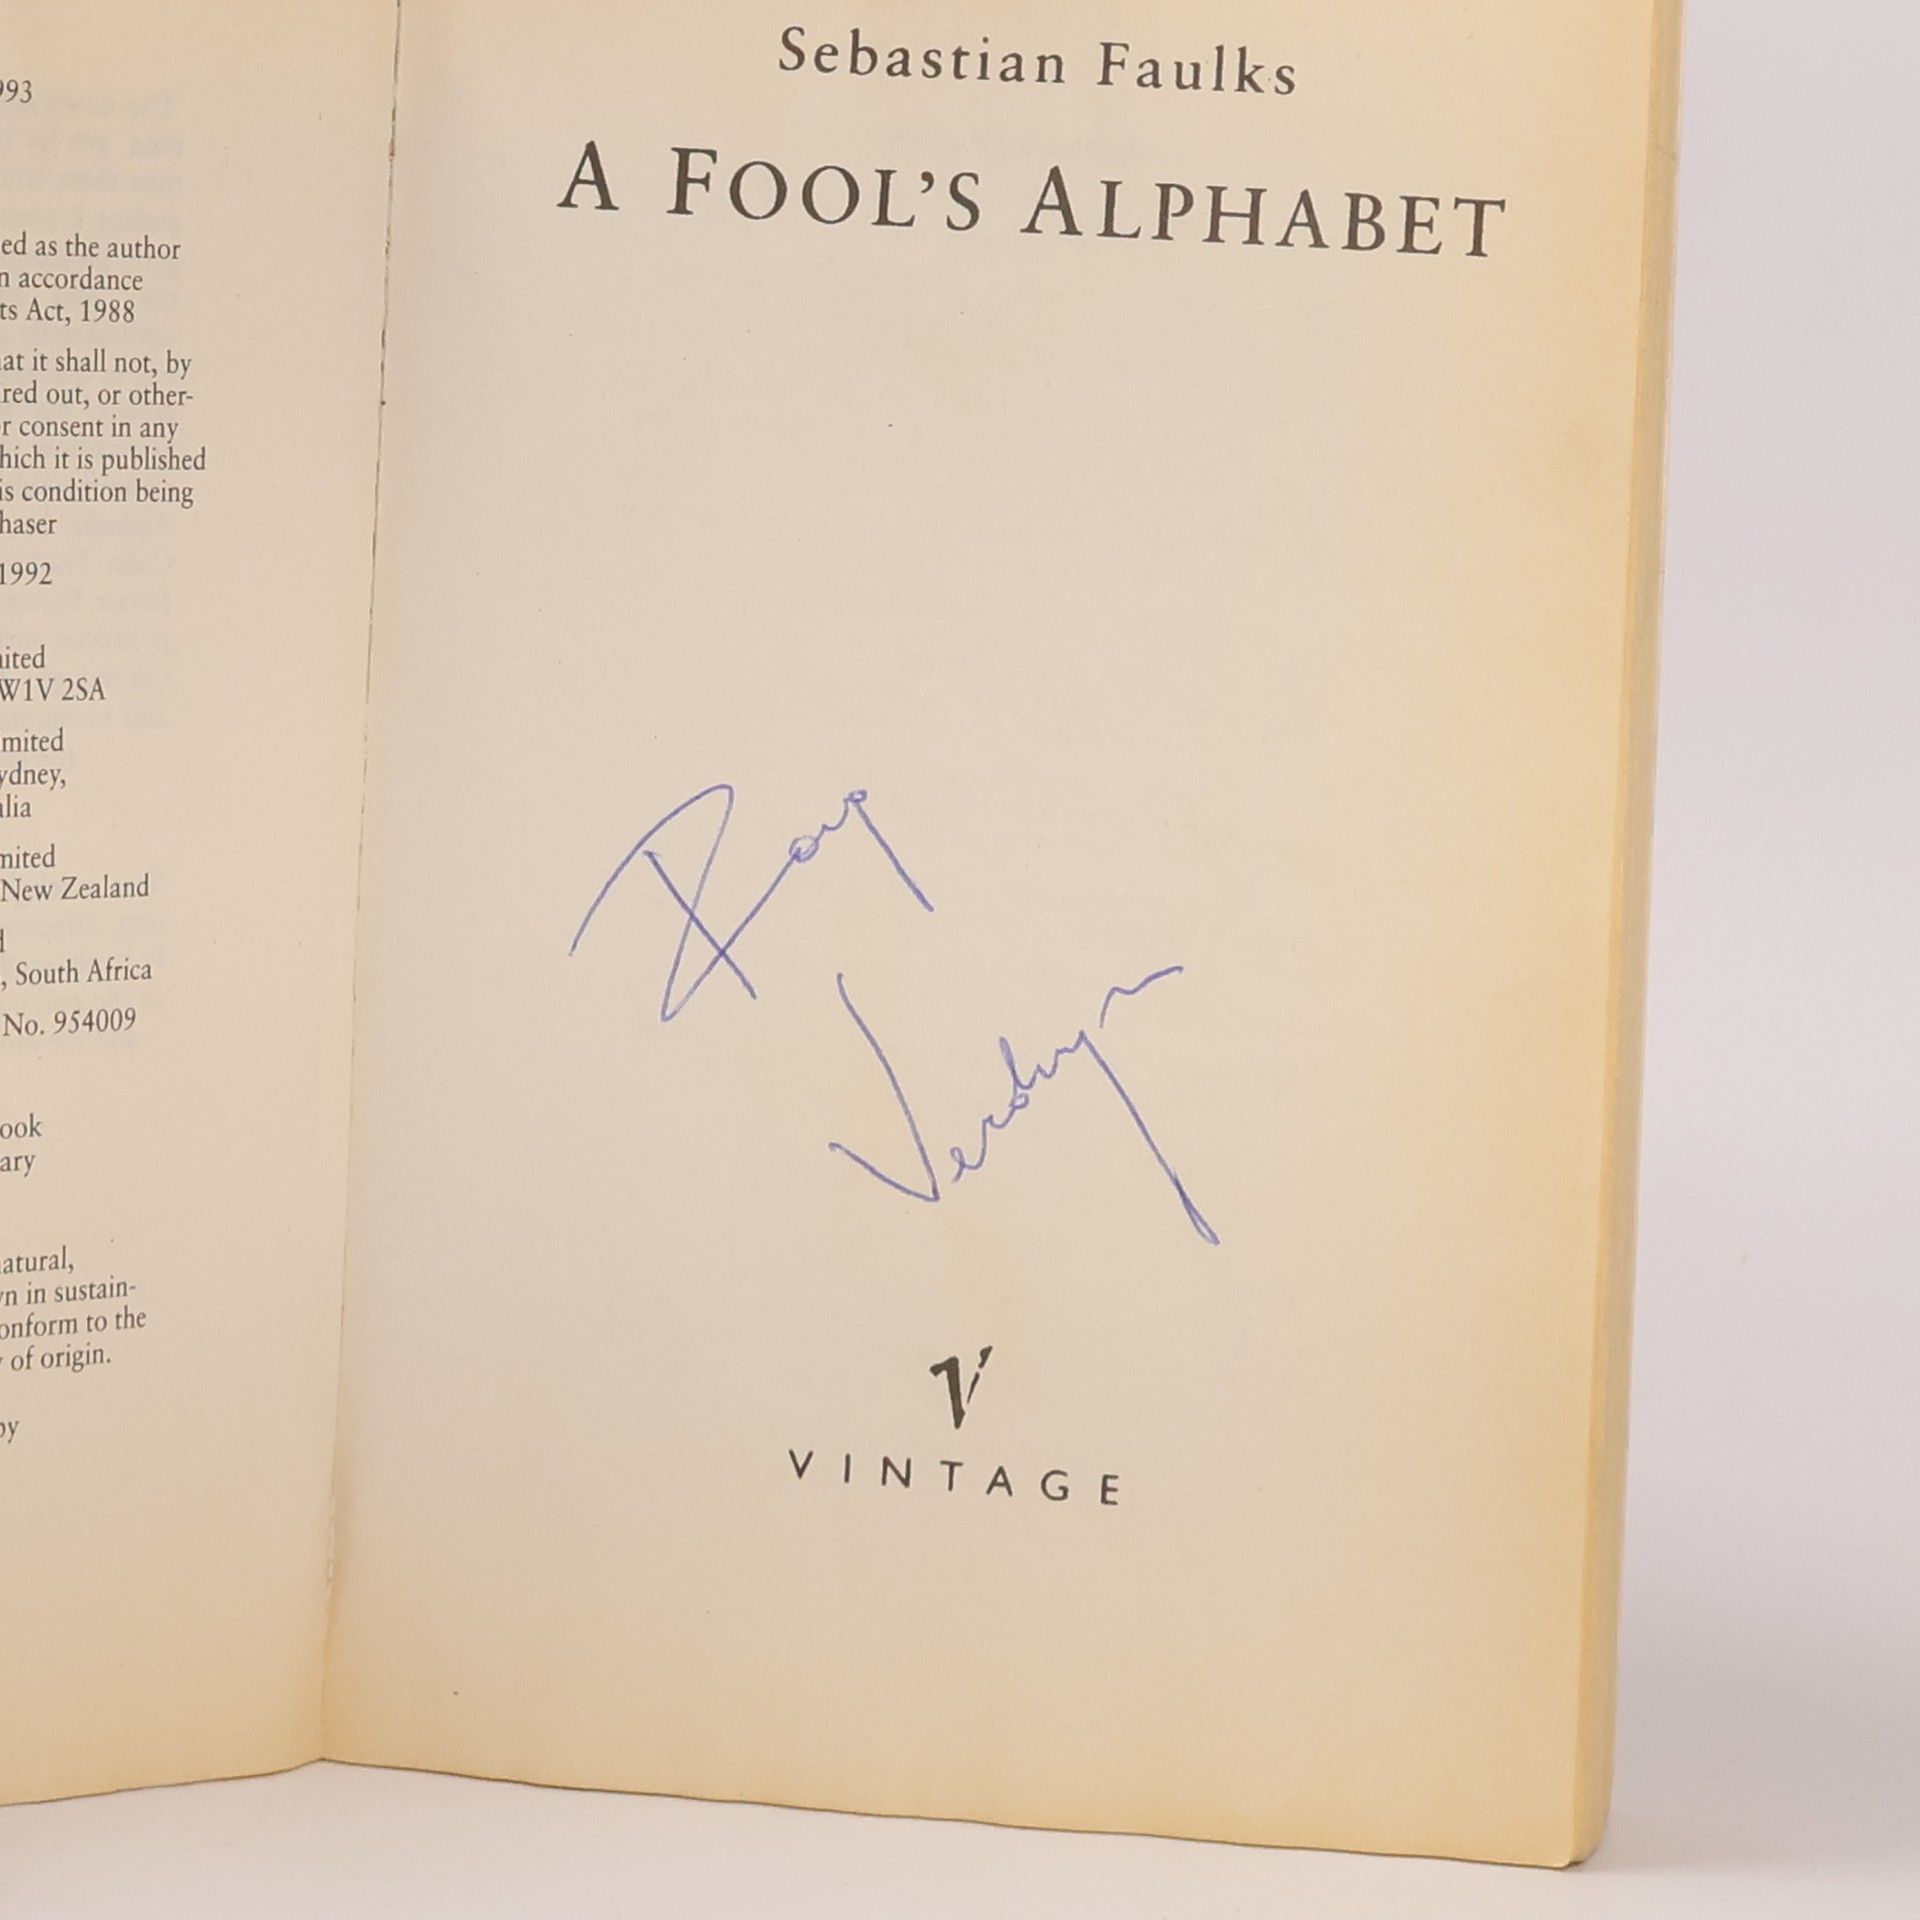 993
ed as the author
n accordance
ts Act, 1988
at it shall not, by
red out, or other-
r consent in any
hich it is published
is condition being
haser
1992
ited
W1V 2SA
mited
ydney,
lia
mited
New Zealand
d
, South Africa
No. 954009
ook
ary
atural,
n in sustain-
onform to the
of origin.
by
Sebastian Faulks
A FOOL'S ALPHABET
Roy
V
VINTAGE